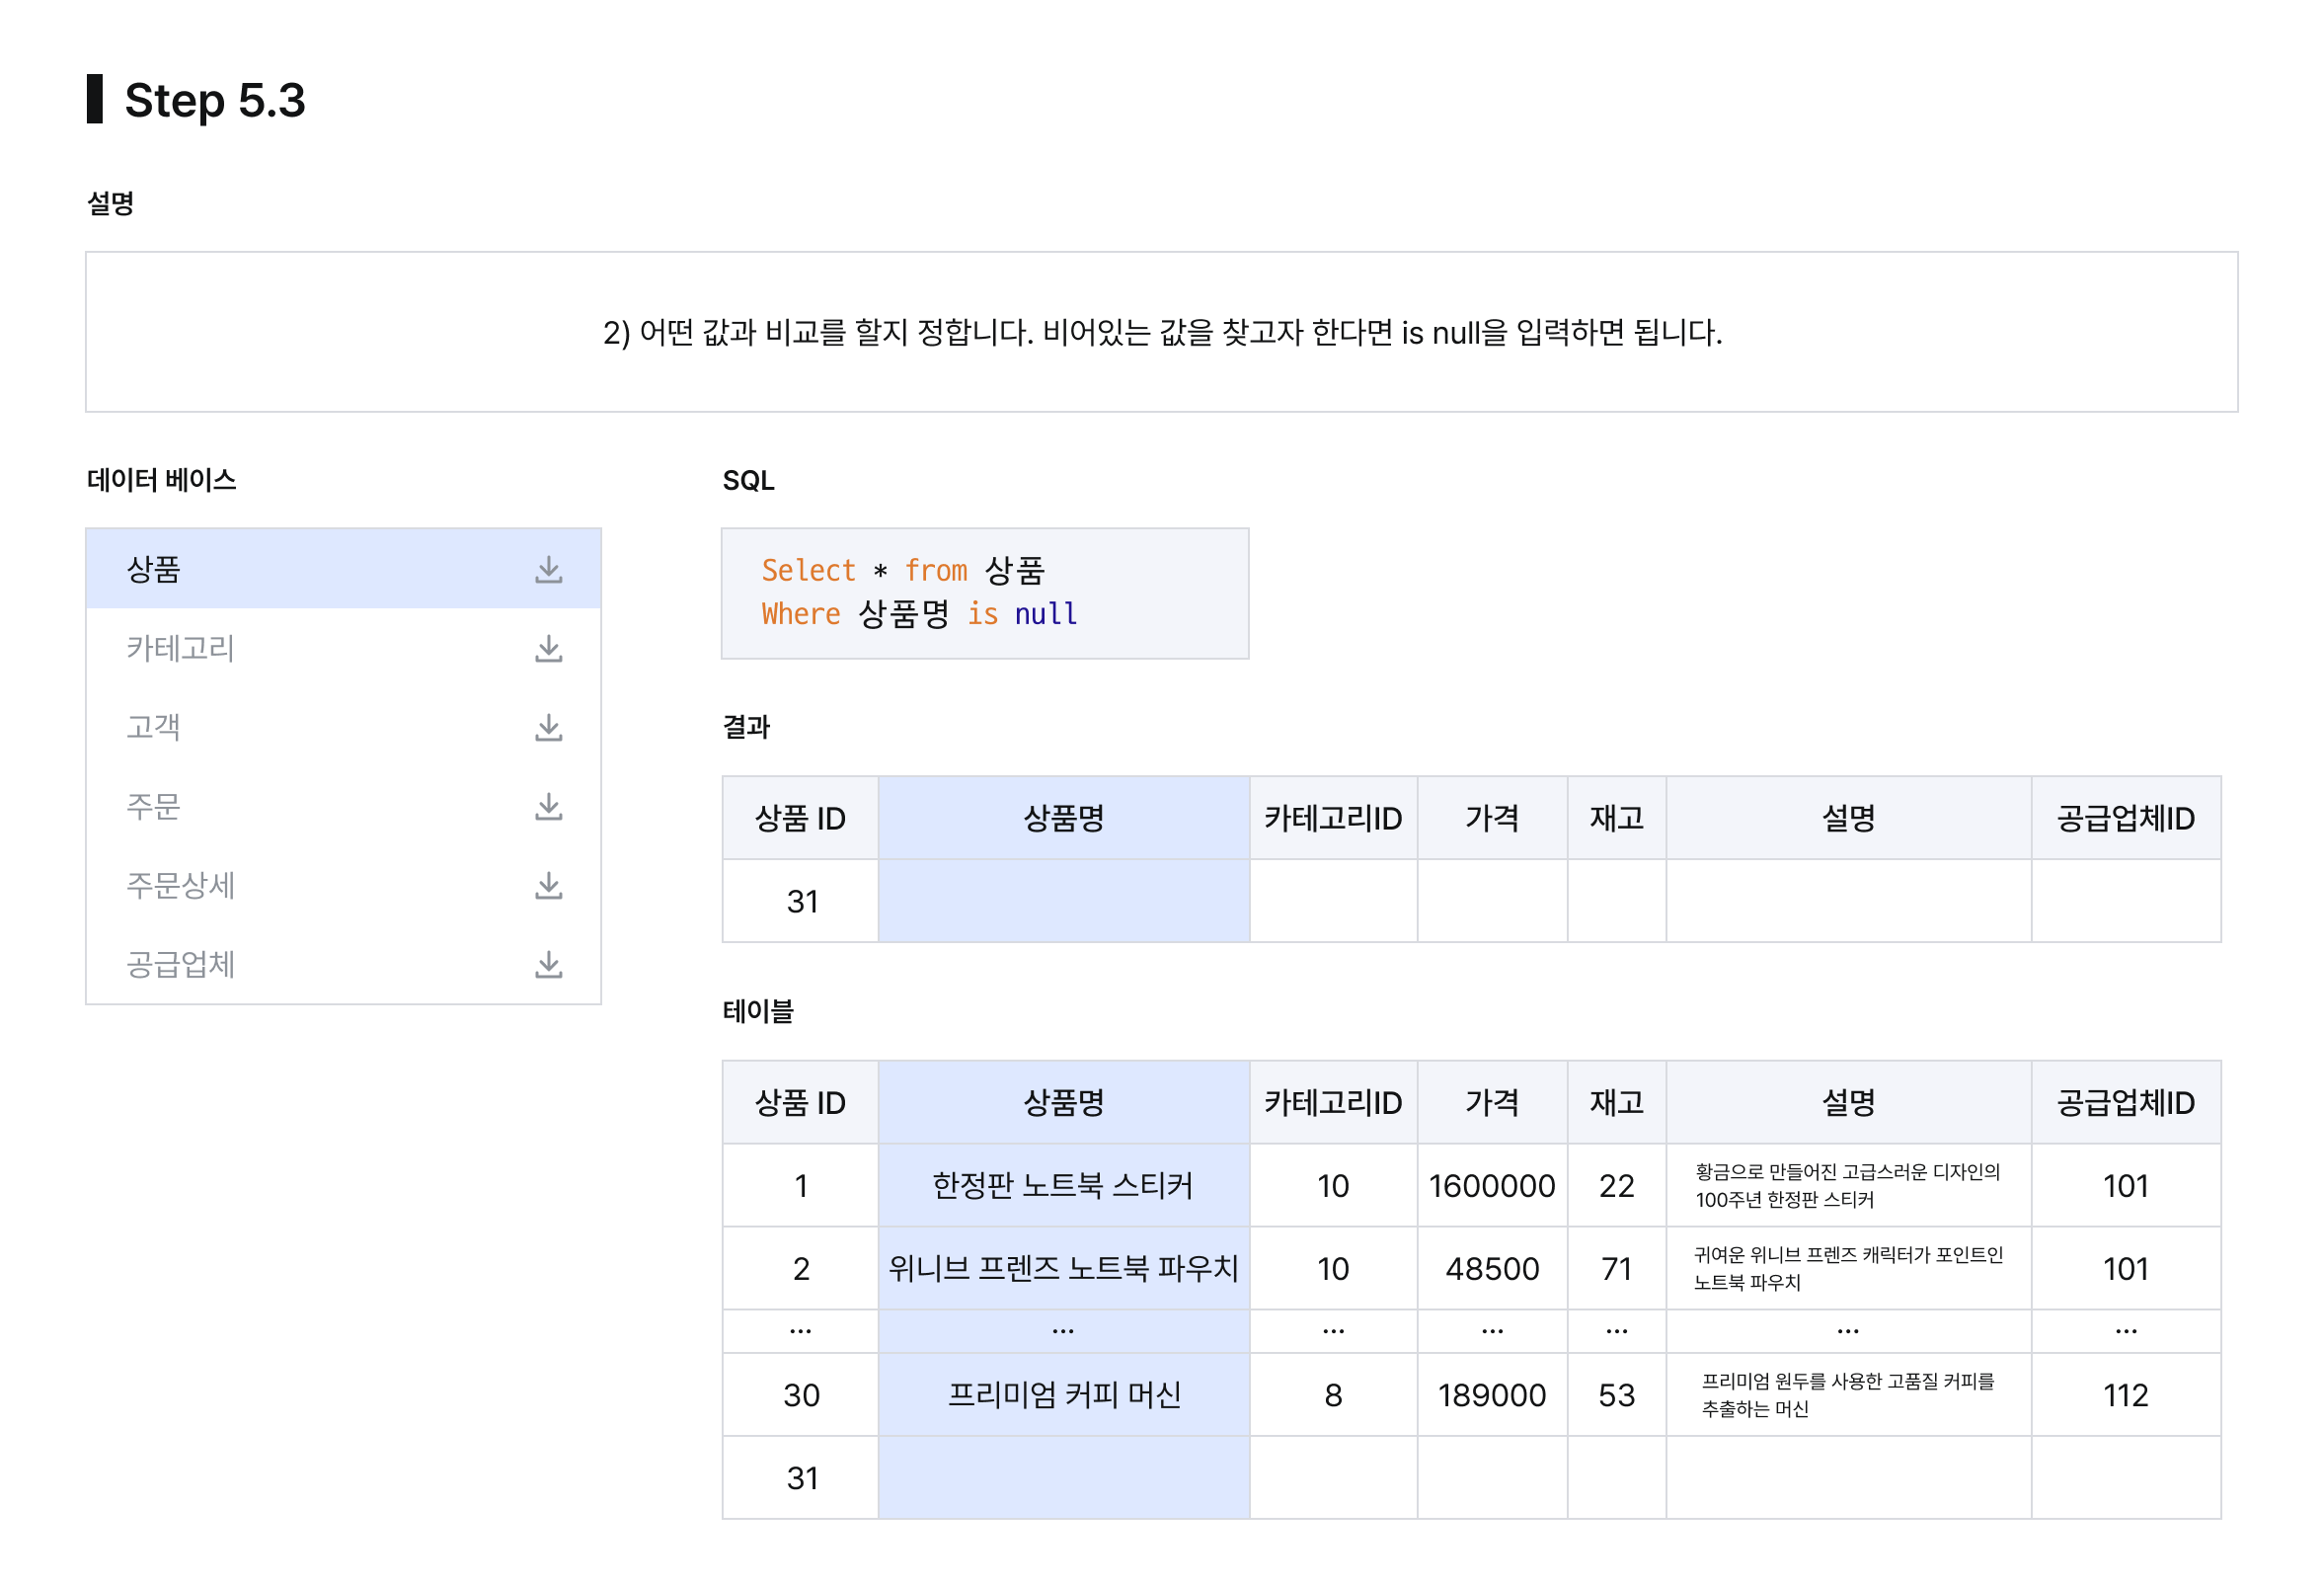 Step 5.3
설명
2) 어떤 값과 비교를 할지 정합니다. 비어있는 값을 찾고자 한다면 is null을 입력하면 됩니다.
데이터 베이스
상품
카테고리
고객
주문
주문상세
공급업체
SQL
Select * from 상품
Where 상품명 is null
결과
상품 ID 상품명 카테고리ID 가격 재고 설명 공급업체ID
31
테이블
상품 ID 상품명 카테고리ID 가격 재고 설명 공급업체ID
1 한정판 노트북 스티커 10 1600000 22 황금으로 만들어진 고급스러운 디자인의
100주년 한정판 스티커 101
2 위니브 프렌즈 노트북 파우치 10 48500 71 귀여운 위니브 프렌즈 캐릭터가 포인트인
노트북 파우치 101
... ... ... ... ... ... ...
30 프리미엄 커피 머신 8 189000 53 프리미엄 원두를 사용한 고품질 커피를
추출하는 머신 112
31